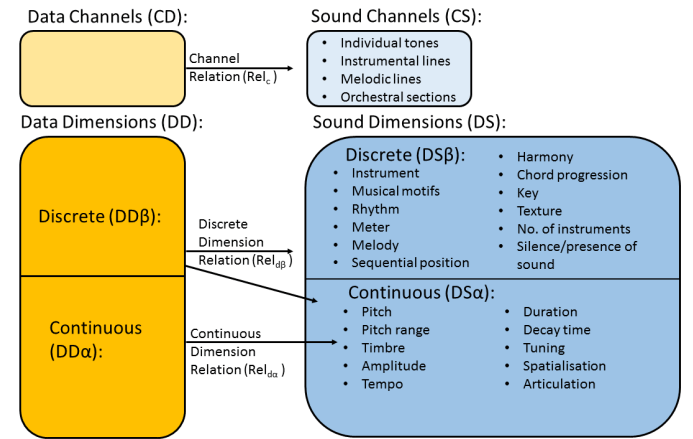 Data Channels (CD):
Sound Channels (CS):
Channel
Relation (Relc)
• Individual tones
• Instrumental lines
• Melodic lines
• Orchestral sections
Data Dimensions (DD):
Sound Dimensions (DS):
Discrete (DDβ):
Discrete
Dimension
Relation (Reldβ)
Discrete (DSβ):
• Instrument
• Musical motifs
• Rhythm
• Meter
• Melody
• Sequential position
• Harmony
• Chord progression
• Key
• Texture
• No. of instruments
• Silence/presence of
sound
Continuous
(DDα):
Continuous
Dimension
Relation (Reldα )
Continuous (DSα):
• Pitch
• Pitch range
• Timbre
• Amplitude
• Tempo
• Duration
• Decay time
• Tuning
• Spatialisation
• Articulation